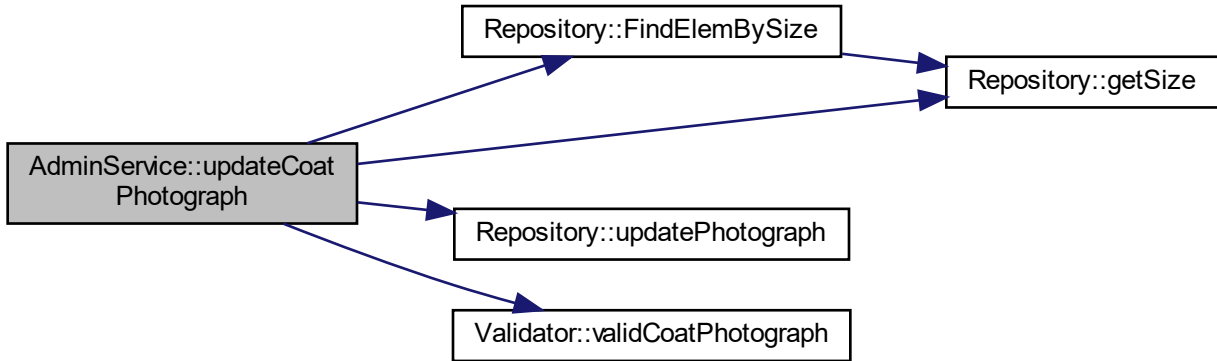 Repository::FindElemBySize
Repository::getSize
AdminService::updateCoat
Photograph
Repository::updatePhotograph
Validator::validCoatPhotograph